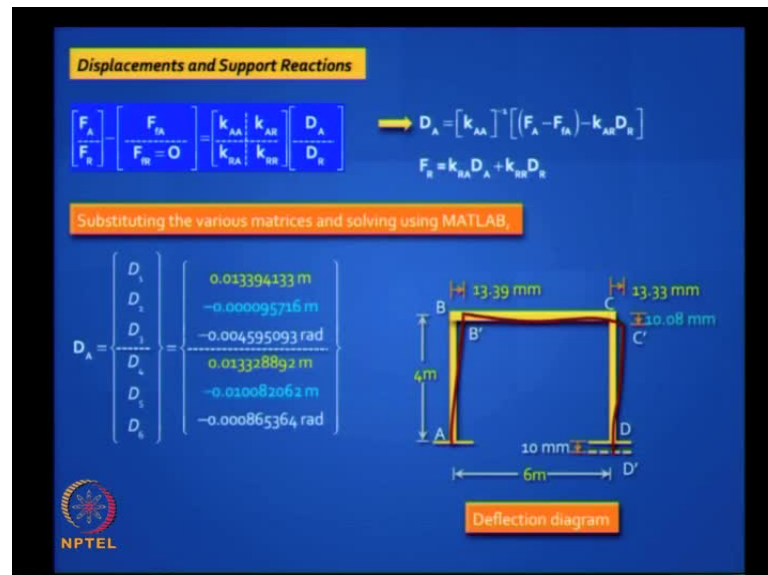 Displacements and Support Reactions
[F_A / F_R] − [F_fA / F_fR = O] = [k_AA k_AR / k_RA k_RR] [D_A / D_R]
D_A = [k_AA]⁻¹ [(F_A − F_fA) − k_AR D_R]
F_R = k_RA D_A + k_RR D_R
Substituting the various matrices and solving using MATLAB,
D_A = { D_1 D_2 D_3 D_4 D_5 D_6 } =
0.013394133 m
−0.000095716 m
−0.004595093 rad
0.013328892 m
−0.010082062 m
−0.000865364 rad
13.39 mm
13.33 mm
B
C
10.08 mm
B'
C'
4m
A
D
10 mm
D'
6m
Deflection diagram
NPTEL